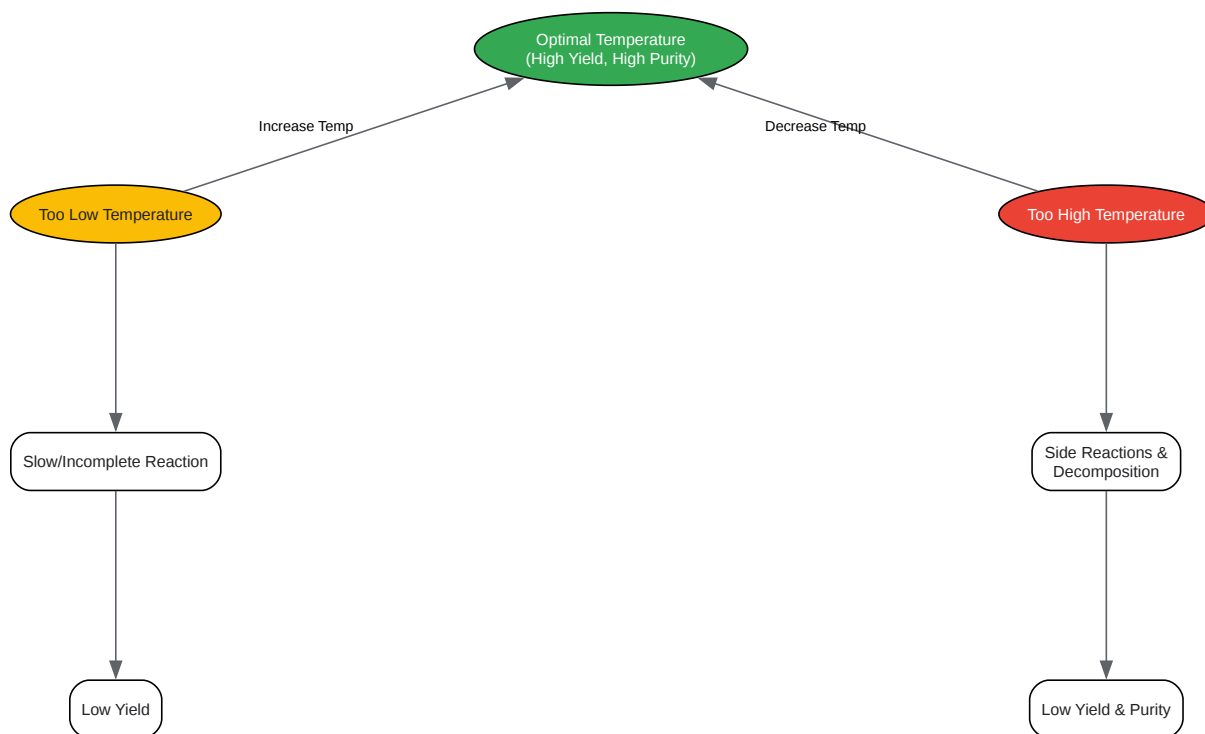 Optimal Temperature
(High Yield, High Purity)
Increase Temp
Decrease Temp
Too Low Temperature
Too High Temperature
Slow/Incomplete Reaction
Side Reactions &
Decomposition
Low Yield
Low Yield & Purity